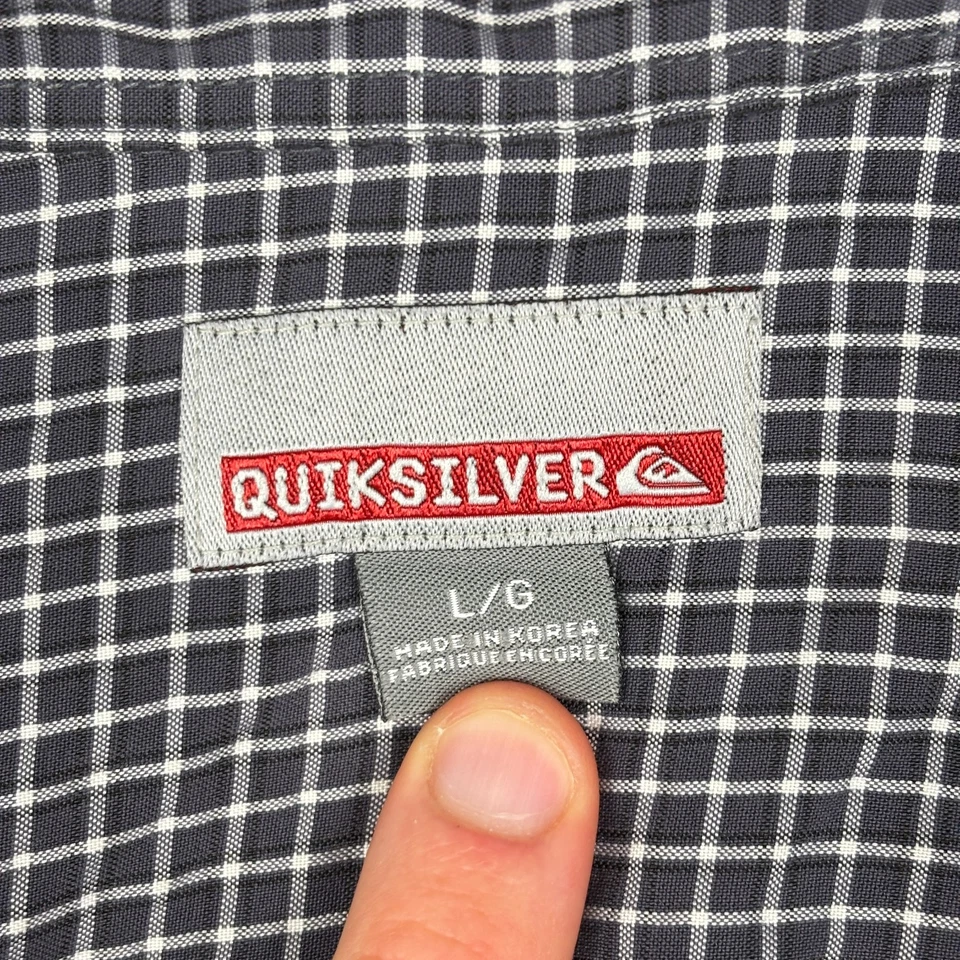 QUIKSILVER
L/G
MADE IN KOREA
FABRIQUE EN COREE